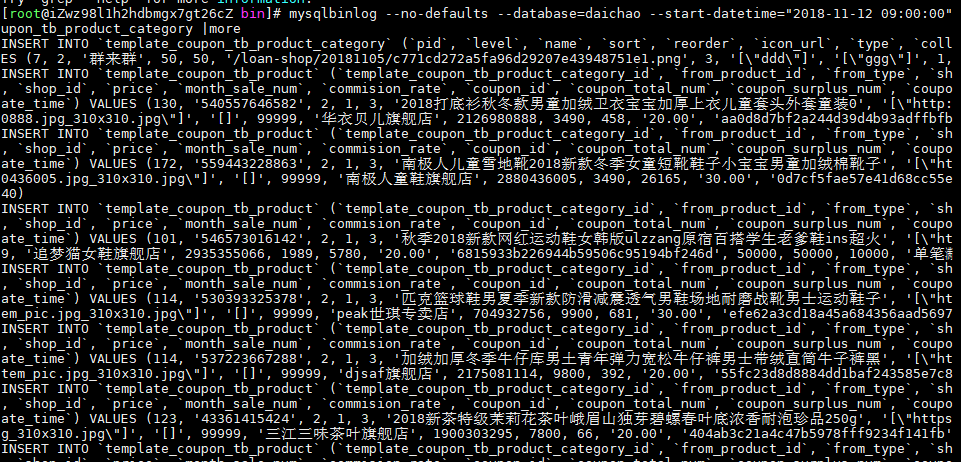 Try `grep --help' for more information.
[root@iZwz98l1h2hdbmgx7gt26cZ bin]# mysqlbinlog --no-defaults --database=daichao --start-datetime="2018-11-12 09:00:00"
upon_tb_product_category |more
INSERT INTO `template_coupon_tb_product_category` (`pid`, `level`, `name`, `sort`, `reorder`, `icon_url`, `type`, `coll
ES (7, 2, '群来群', 50, 50, '/loan-shop/20181105/c771cd272a5fa96d29207e43948751e1.png', 3, '[\"ddd\"]', '[\"ggg\"]', 1,
INSERT INTO `template_coupon_tb_product` (`template_coupon_tb_product_category_id`, `from_product_id`, `from_type`, `sh
, `shop_id`, `price`, `month_sale_num`, `commision_rate`, `coupon_id`, `coupon_total_num`, `coupon_surplus_num`, `coupo
ate_time`) VALUES (130, '540557646582', 2, 1, 3, '2018打底衫秋冬款男童加绒卫衣宝宝加厚上衣儿童套头外套童装0', '[\"http:
0888.jpg_310x310.jpg\"]', '[]', 99999, '华衣贝儿旗舰店', 2126980888, 3490, 458, '20.00', 'aa0d8d7bf2a244d39d4b93adffbfb
INSERT INTO `template_coupon_tb_product` (`template_coupon_tb_product_category_id`, `from_product_id`, `from_type`, `sh
, `shop_id`, `price`, `month_sale_num`, `commision_rate`, `coupon_id`, `coupon_total_num`, `coupon_surplus_num`, `coupo
ate_time`) VALUES (172, '559443228863', 2, 1, 3, '南极人儿童雪地靴2018新款冬季女童短靴鞋子小宝宝男童加绒棉靴子', '[\"ht
0436005.jpg_310x310.jpg\"]', '[]', 99999, '南极人童鞋旗舰店', 2880436005, 3490, 26165, '30.00', '0d7cf5fae57e41d68cc55e
40)
INSERT INTO `template_coupon_tb_product` (`template_coupon_tb_product_category_id`, `from_product_id`, `from_type`, `sh
, `shop_id`, `price`, `month_sale_num`, `commision_rate`, `coupon_id`, `coupon_total_num`, `coupon_surplus_num`, `coupo
ate_time`) VALUES (101, '546573016142', 2, 1, 3, '秋季2018新款网红运动鞋女韩版ulzzang原宿百搭学生老爹鞋ins超火', '[\"ht
9, '追梦猫女鞋旗舰店', 2935355066, 1989, 5780, '20.00', '6815933b226944b59506c95194bf246d', 50000, 50000, 10000, '单笔
INSERT INTO `template_coupon_tb_product` (`template_coupon_tb_product_category_id`, `from_product_id`, `from_type`, `sh
, `shop_id`, `price`, `month_sale_num`, `commision_rate`, `coupon_id`, `coupon_total_num`, `coupon_surplus_num`, `coupo
ate_time`) VALUES (114, '530393325378', 2, 1, 3, '匹克篮球鞋男夏季新款防滑减震透气男鞋场地耐磨战靴男士运动鞋子', '[\"ht
em_pic.jpg_310x310.jpg\"]', '[]', 99999, 'peak世琪专卖店', 704932756, 9900, 681, '30.00', 'efe62a3cd18a45a684356aad5697
INSERT INTO `template_coupon_tb_product` (`template_coupon_tb_product_category_id`, `from_product_id`, `from_type`, `sh
, `shop_id`, `price`, `month_sale_num`, `commision_rate`, `coupon_id`, `coupon_total_num`, `coupon_surplus_num`, `coupo
ate_time`) VALUES (114, '537223667288', 2, 1, 3, '加绒加厚冬季牛仔库男土青年弹力宽松牛仔裤男士带绒直筒牛子裤黑', '[\"ht
tem_pic.jpg_310x310.jpg\"]', '[]', 99999, 'djsaf旗舰店', 2175081114, 9800, 392, '20.00', '55fc23d8d8884dd1baf243585e7c8
INSERT INTO `template_coupon_tb_product` (`template_coupon_tb_product_category_id`, `from_product_id`, `from_type`, `sh
, `shop_id`, `price`, `month_sale_num`, `commision_rate`, `coupon_id`, `coupon_total_num`, `coupon_surplus_num`, `coupo
ate_time`) VALUES (123, '43361415424', 2, 1, 3, '2018新茶特级茉莉花茶叶峨眉山独芽碧螺春叶底浓香耐泡珍品250g', '[\"https
g_310x310.jpg\"]', '[]', 99999, '三江三味茶叶旗舰店', 1900303295, 7800, 66, '20.00', '404ab3c21a4c47b5978fff9234f141fb'
INSERT INTO `template_coupon_tb_product` (`template_coupon_tb_product_category_id`, `from_product_id`, `from_type`, `sh